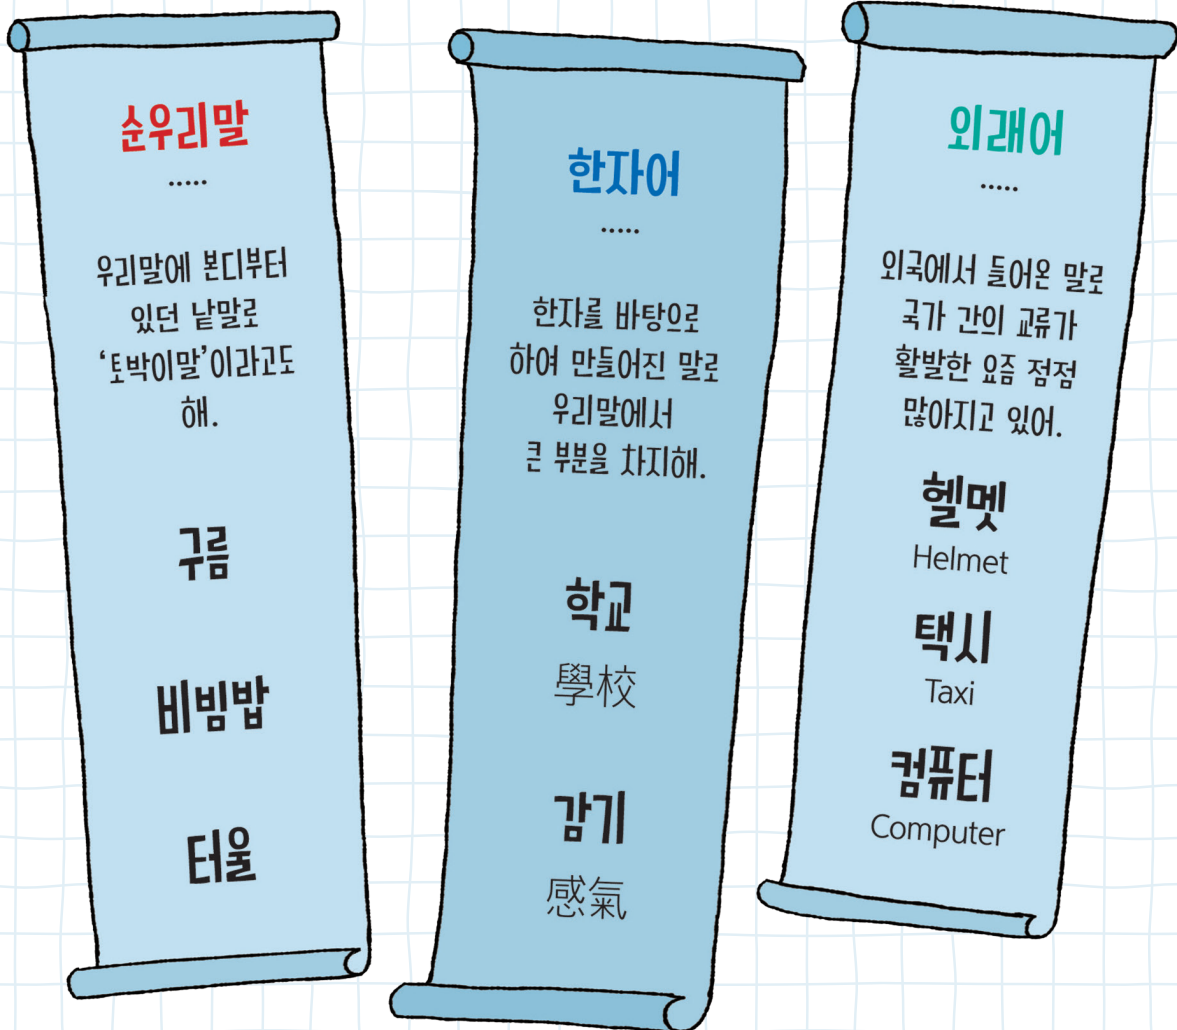 순우리말
.....
우리말에 본디부터
있던 낱말로
‘토박이말’이라고도
해.
구름
비빔밥
터울
한자어
.....
한자를 바탕으로
하여 만들어진 말로
우리말에서
큰 부분을 차지해.
학교
學校
감기
感氣
외래어
.....
외국에서 들어온 말로
국가 간의 교류가
활발한 요즘 점점
많아지고 있어.
헬멧
Helmet
택시
Taxi
컴퓨터
Computer